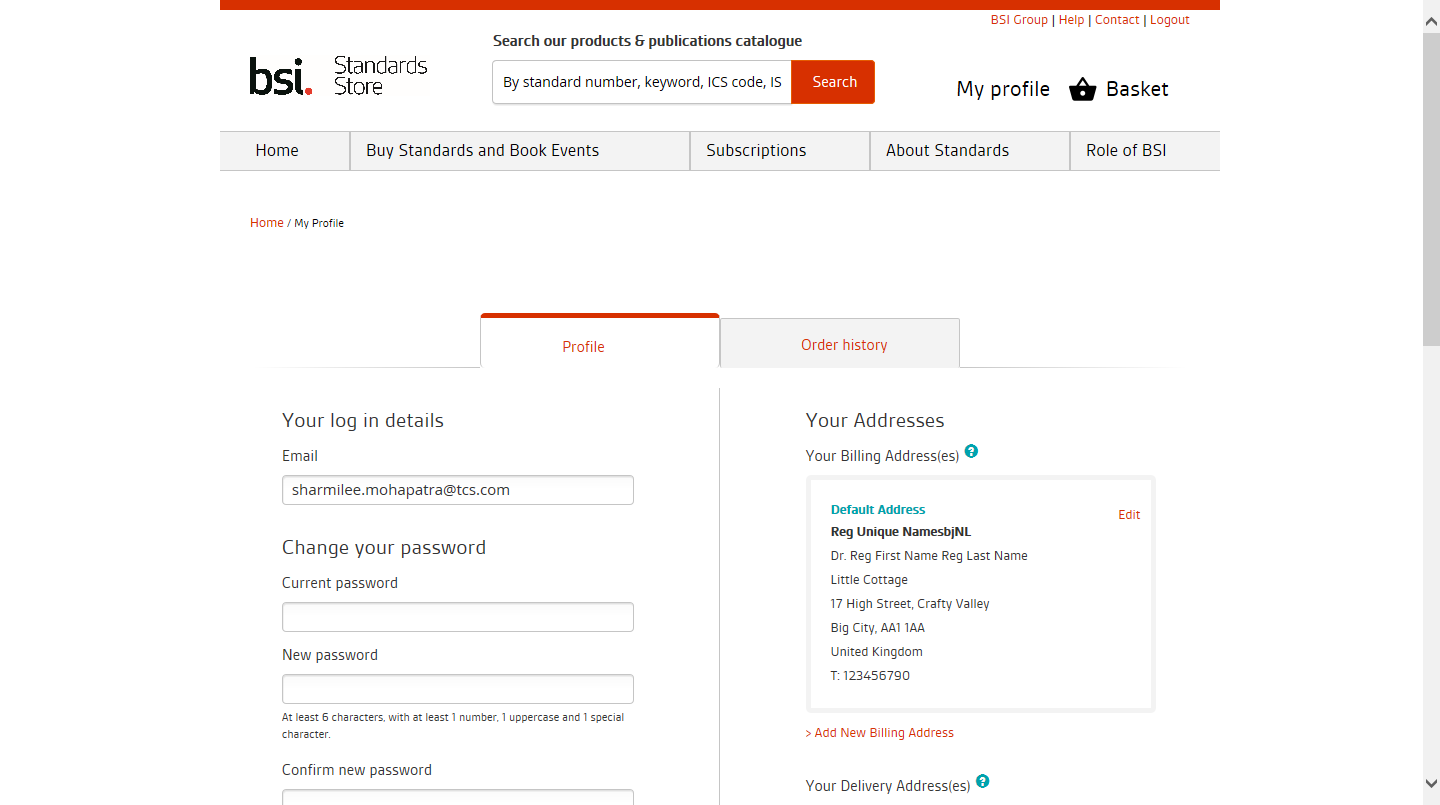 BSI Group | Help | Contact | Logout
Search our products & publications catalogue
bsi. Standards Store
By standard number, keyword, ICS code, IS
Search
My profile
Basket
Home
Buy Standards and Book Events
Subscriptions
About Standards
Role of BSI
Home / My Profile
Profile
Order history
Your log in details
Email
sharmilee.mohapatra@tcs.com
Change your password
Current password
New password
At least 6 characters, with at least 1 number, 1 uppercase and 1 special
character.
Confirm new password
Your Addresses
Your Billing Address(es) ?
Default Address
Edit
Reg Unique NamesbjNL
Dr. Reg First Name Reg Last Name
Little Cottage
17 High Street, Crafty Valley
Big City, AA1 1AA
United Kingdom
T: 123456790
> Add New Billing Address
Your Delivery Address(es) ?